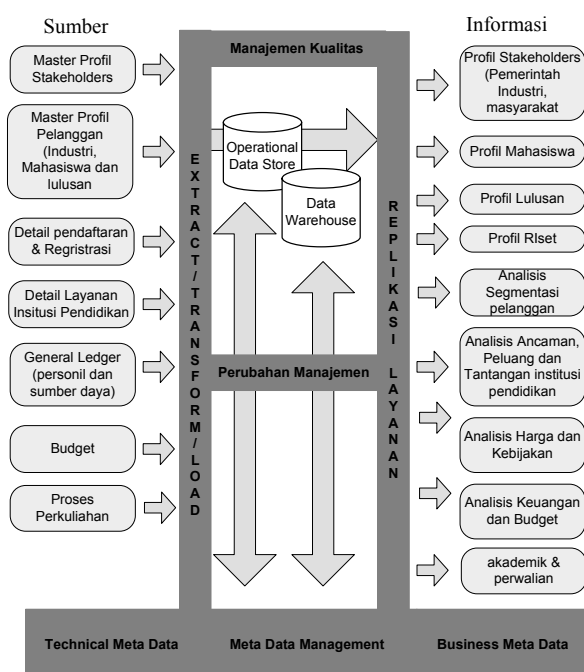 Sumber
Informasi
Master Profil
Stakeholders
Master Profil
Pelanggan
(Industri,
Mahasiswa dan
lulusan
Detail pendaftaran
& Regristrasi
Detail Layanan
Insitusi Pendidikan
General Ledger
(personil dan
sumber daya)
Budget
Proses
Perkuliahan
EXTRACT/TRANSFORM/LOAD
Manajemen Kualitas
Operational
Data Store
Data
Warehouse
Perubahan Manajemen
REPLIKASI LAYANAN
Profil Stakeholders
(Pemerintah
Industri,
masyarakat
Profil Mahasiswa
Profil Lulusan
Profil RIset
Analisis
Segmentasi
pelanggan
Analisis Ancaman,
Peluang dan
Tantangan institusi
pendidikan
Analisis Harga dan
Kebijakan
Analisis Keuangan
dan Budget
akademik &
perwalian
Technical Meta Data
Meta Data Management
Business Meta Data